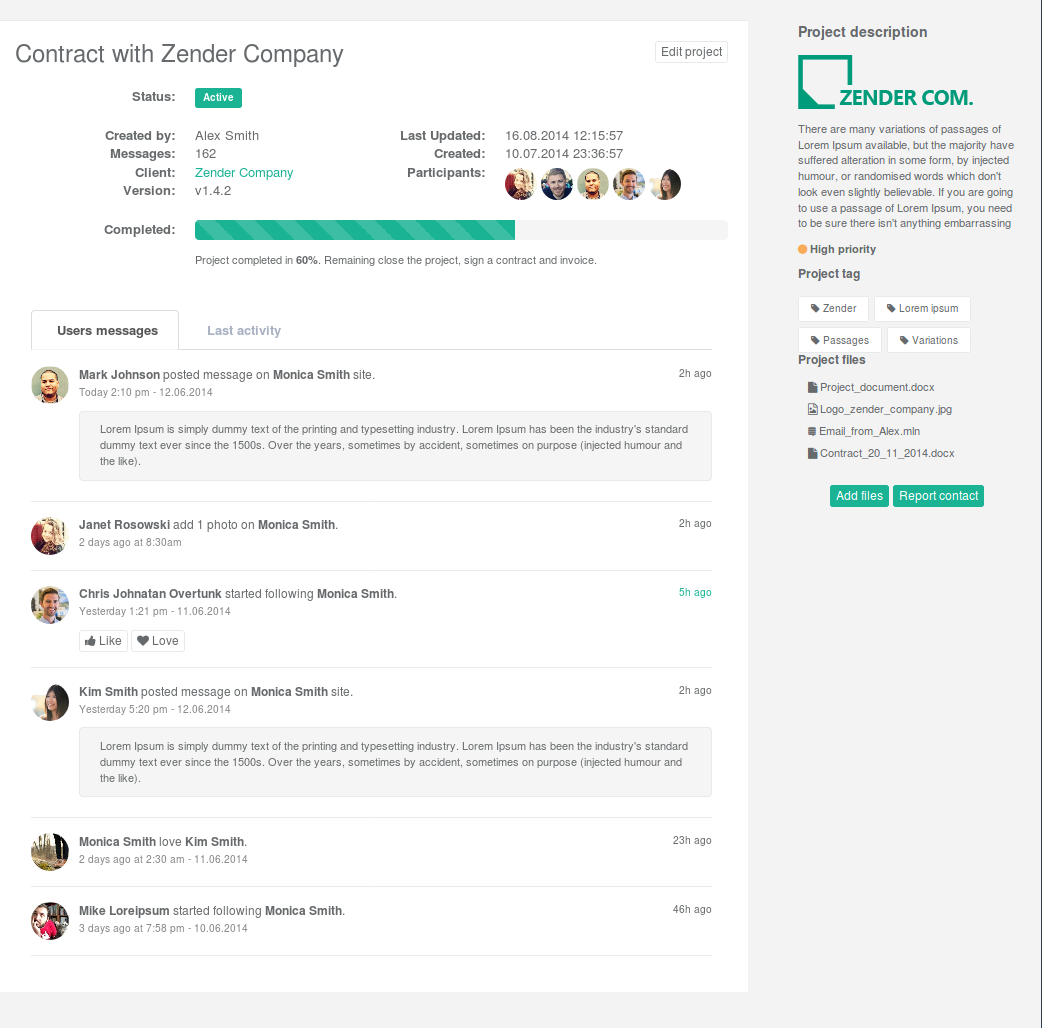 Contract with Zender Company
Edit project
Status:
Active
Created by:
Alex Smith
Messages:
162
Client:
Zender Company
Version:
v1.4.2
Last Updated:
16.08.2014 12:15:57
Created:
10.07.2014 23:36:57
Participants:
Completed:
Project completed in 60%. Remaining close the project, sign a contract and invoice.
Users messages
Last activity
Mark Johnson posted message on Monica Smith site.
2h ago
Today 2:10 pm - 12.06.2014
Lorem Ipsum is simply dummy text of the printing and typesetting industry. Lorem Ipsum has been the industry's standard
dummy text ever since the 1500s. Over the years, sometimes by accident, sometimes on purpose (injected humour and
the like).
Janet Rosowski add 1 photo on Monica Smith.
2h ago
2 days ago at 8:30am
Chris Johnatan Overtunk started following Monica Smith.
5h ago
Yesterday 1:21 pm - 11.06.2014
Like
Love
Kim Smith posted message on Monica Smith site.
2h ago
Yesterday 5:20 pm - 12.06.2014
Lorem Ipsum is simply dummy text of the printing and typesetting industry. Lorem Ipsum has been the industry's standard
dummy text ever since the 1500s. Over the years, sometimes by accident, sometimes on purpose (injected humour and
the like).
Monica Smith love Kim Smith.
23h ago
2 days ago at 2:30 am - 11.06.2014
Mike Loreipsum started following Monica Smith.
46h ago
3 days ago at 7:58 pm - 10.06.2014
Project description
ZENDER COM.
There are many variations of passages of
Lorem Ipsum available, but the majority have
suffered alteration in some form, by injected
humour, or randomised words which don't
look even slightly believable. If you are going
to use a passage of Lorem Ipsum, you need
to be sure there isn't anything embarrassing
High priority
Project tag
Zender
Lorem ipsum
Passages
Variations
Project files
Project_document.docx
Logo_zender_company.jpg
Email_from_Alex.mln
Contract_20_11_2014.docx
Add files
Report contact